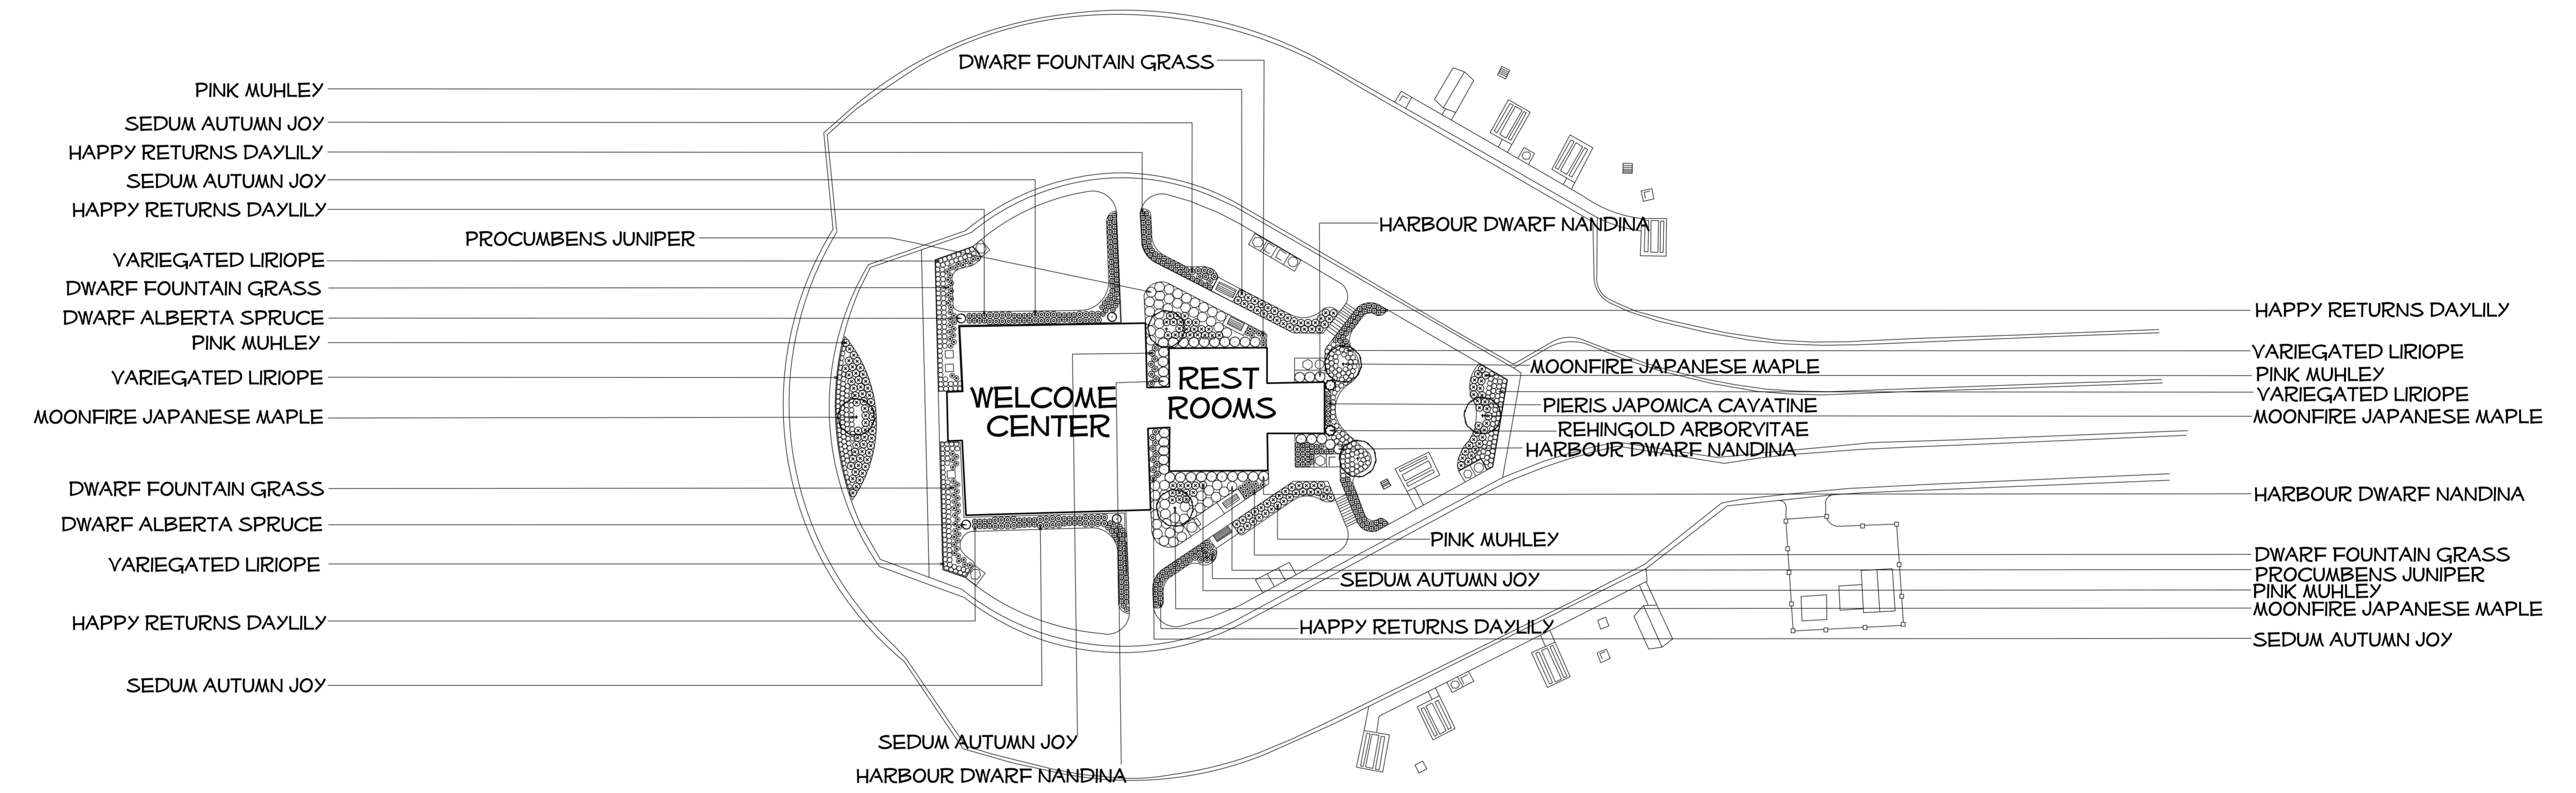 DWARF FOUNTAIN GRASS
PINK MUHLEY
SEDUM AUTUMN JOY
HAPPY RETURNS DAYLILY
SEDUM AUTUMN JOY
HAPPY RETURNS DAYLILY
PROCUMBENS JUNIPER
VARIEGATED LIRIOPE
DWARF FOUNTAIN GRASS
DWARF ALBERTA SPRUCE
PINK MUHLEY
VARIEGATED LIRIOPE
MOONFIRE JAPANESE MAPLE
DWARF FOUNTAIN GRASS
DWARF ALBERTA SPRUCE
VARIEGATED LIRIOPE
HAPPY RETURNS DAYLILY
SEDUM AUTUMN JOY
SEDUM AUTUMN JOY
HARBOUR DWARF NANDINA
WELCOME
CENTER
REST
ROOMS
HARBOUR DWARF NANDINA
MOONFIRE JAPANESE MAPLE
PIERIS JAPOMICA CAVATINE
REHINGOLD ARBORVITAE
HARBOUR DWARF NANDINA
PINK MUHLEY
SEDUM AUTUMN JOY
HAPPY RETURNS DAYLILY
HAPPY RETURNS DAYLILY
VARIEGATED LIRIOPE
PINK MUHLEY
VARIEGATED LIRIOPE
MOONFIRE JAPANESE MAPLE
HARBOUR DWARF NANDINA
DWARF FOUNTAIN GRASS
PROCUMBENS JUNIPER
PINK MUHLEY
MOONFIRE JAPANESE MAPLE
SEDUM AUTUMN JOY